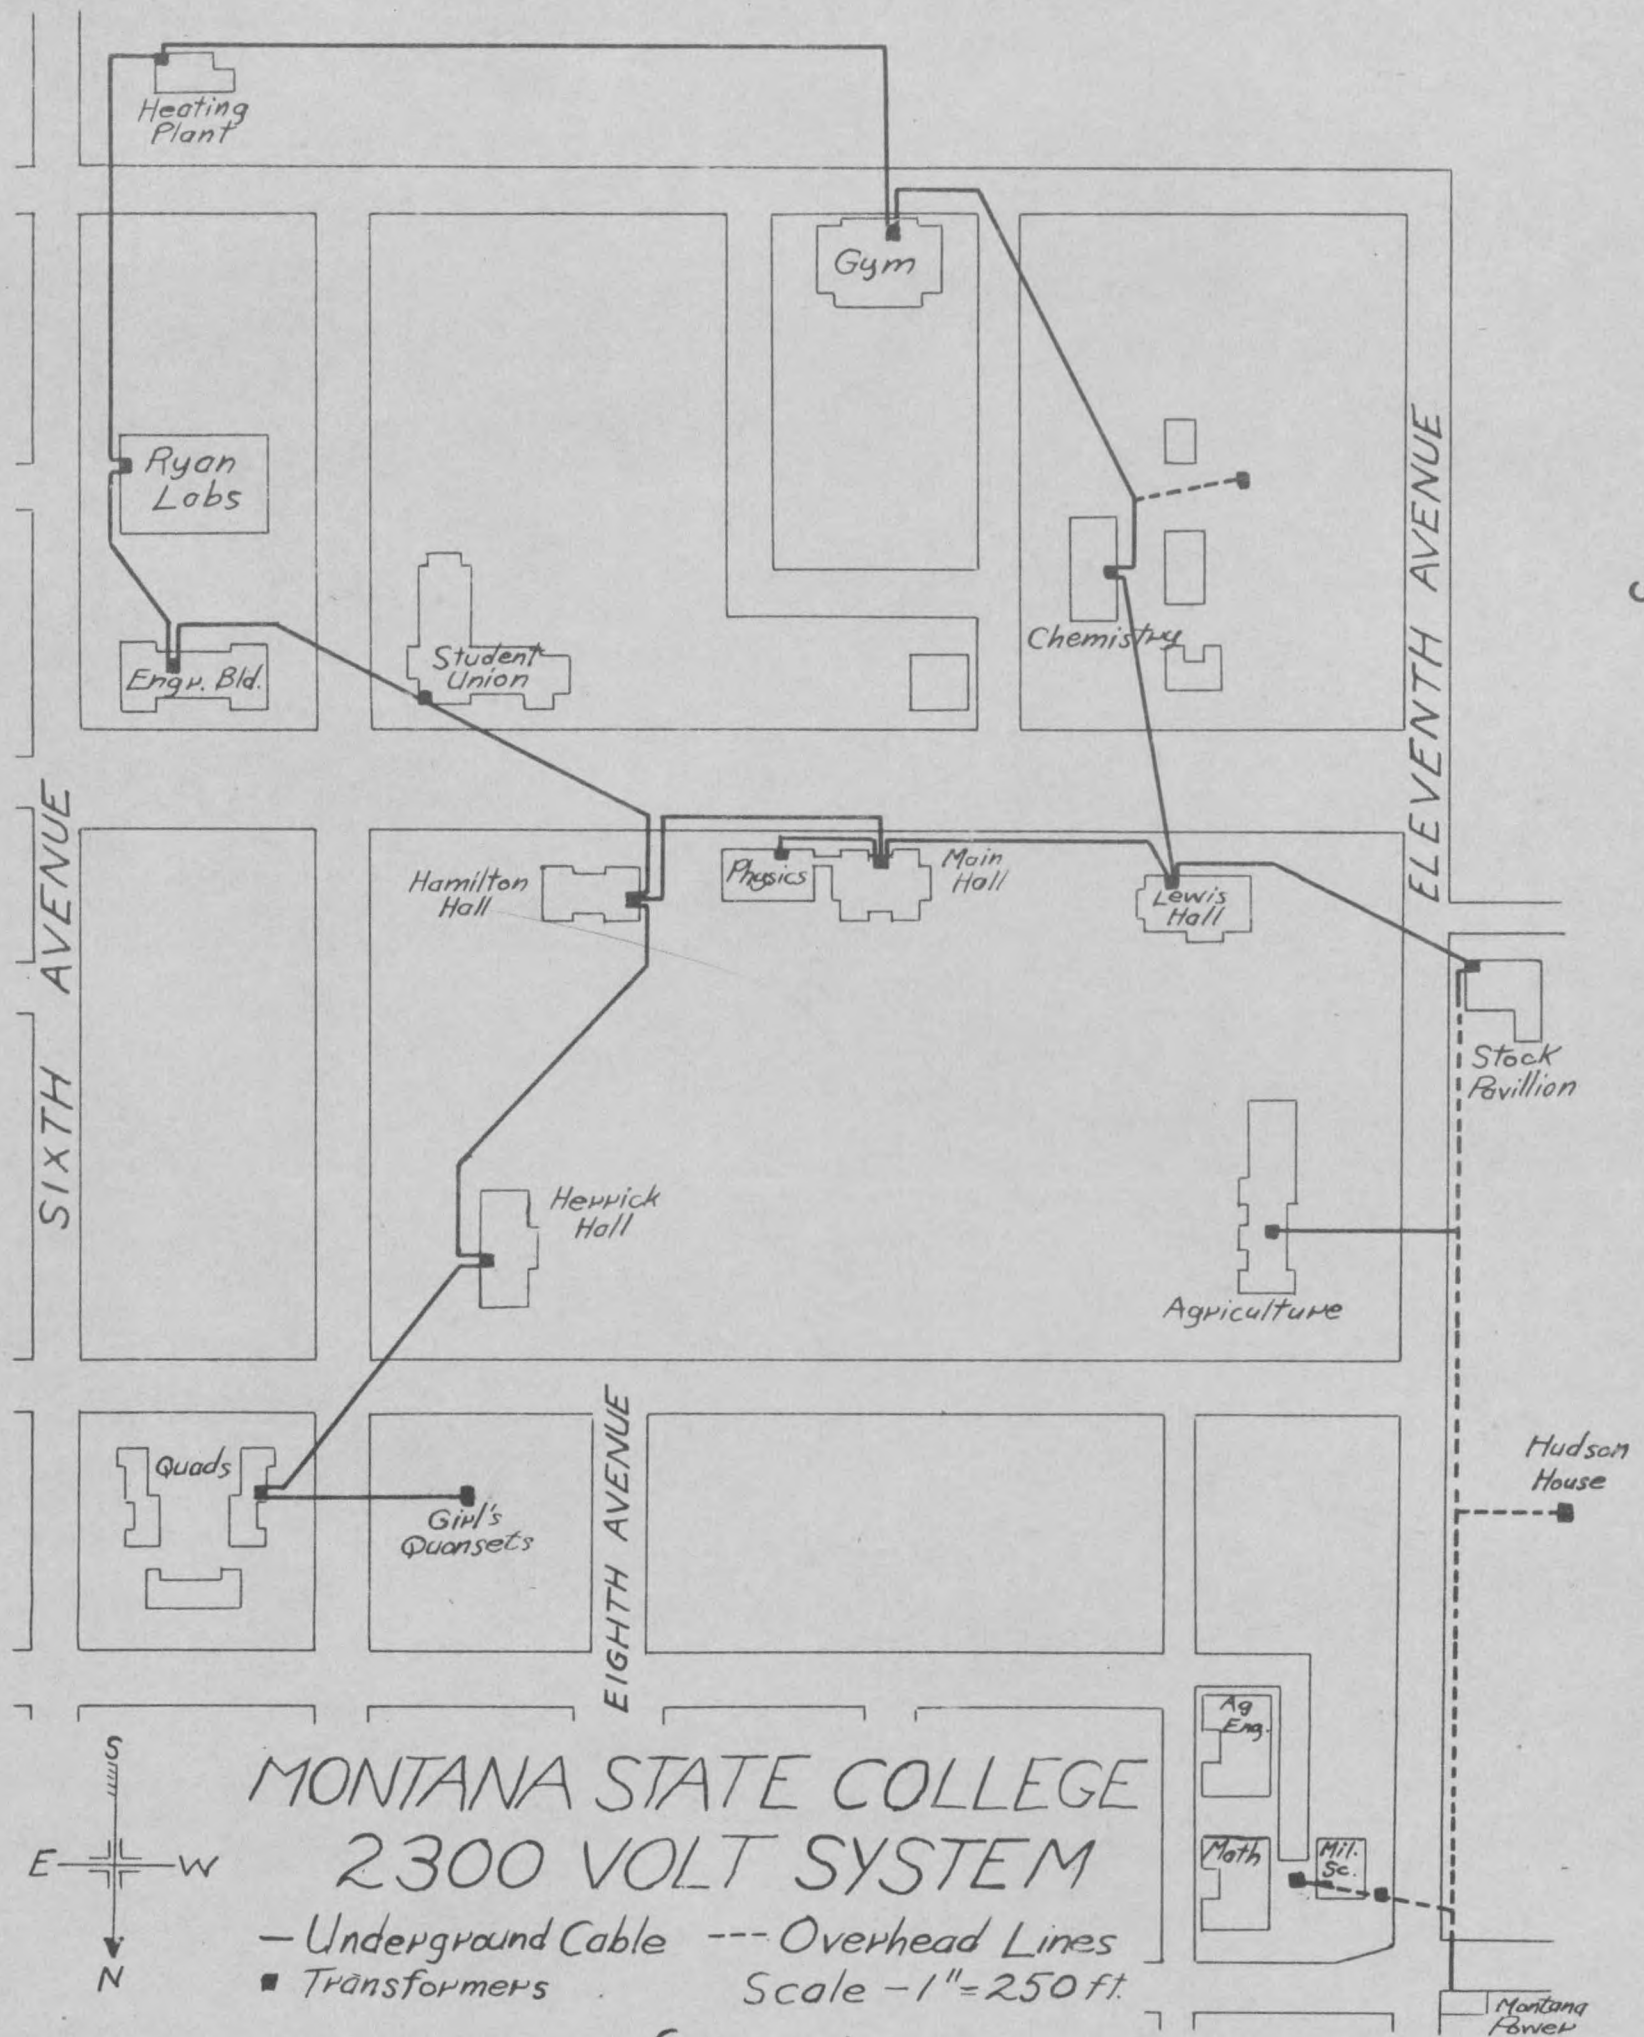 Heating
Plant
Gym
Ryan
Labs
ELEVENTH AVENUE
Chemistry
Student
Union
Engr. Bld.
SIXTH AVENUE
Hamilton
Hall
Physics
Main
Hall
Lewis
Hall
Stock
Pavillion
Herrick
Hall
Agriculture
EIGHTH AVENUE
Quads
Girl's
Quonsets
Hudson
House
Ag
Eng.
Math
Mil.
Sc.
S
E W
N
MONTANA STATE COLLEGE
2300 VOLT SYSTEM
— Underground Cable --- Overhead Lines
■ Transformers Scale – 1" = 250 ft.
Montana
Power